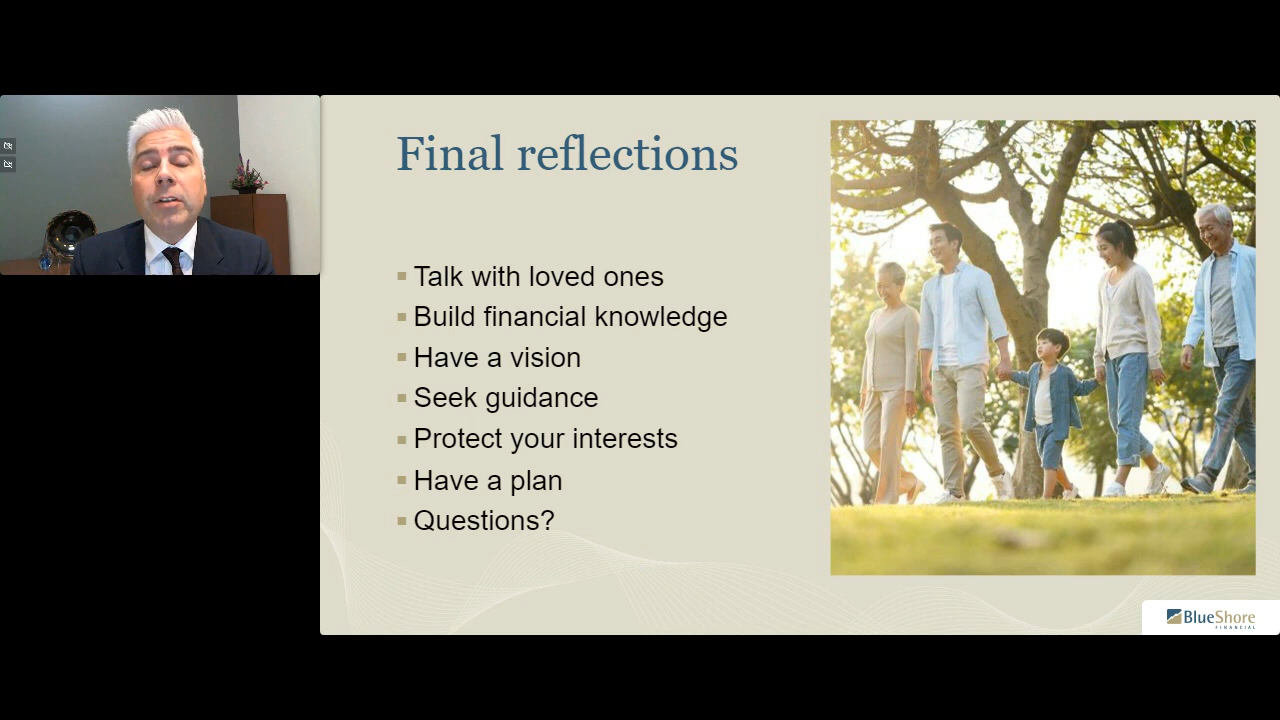 Final reflections
Talk with loved ones
Build financial knowledge
Have a vision
Seek guidance
Protect your interests
Have a plan
Questions?
BlueShore
FINANCIAL